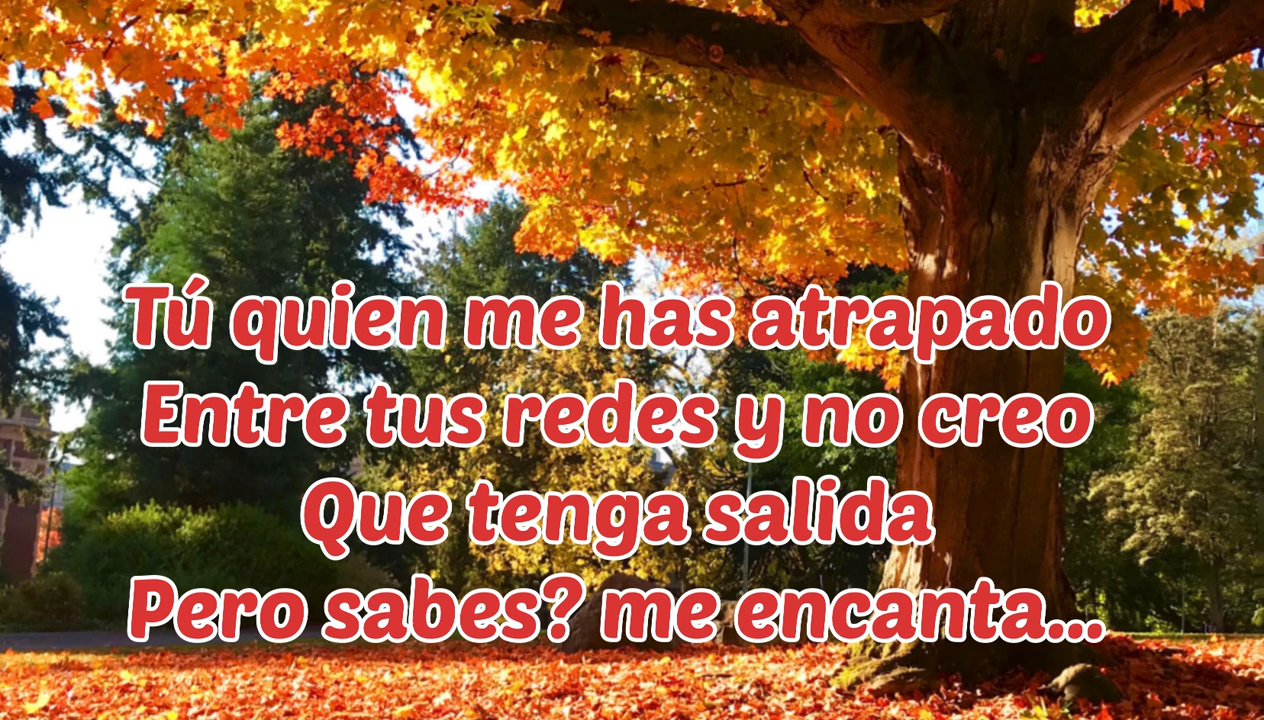 Tú quien me has atrapado
Entre tus redes y no creo
Que tenga salida
Pero sabes? me encanta...